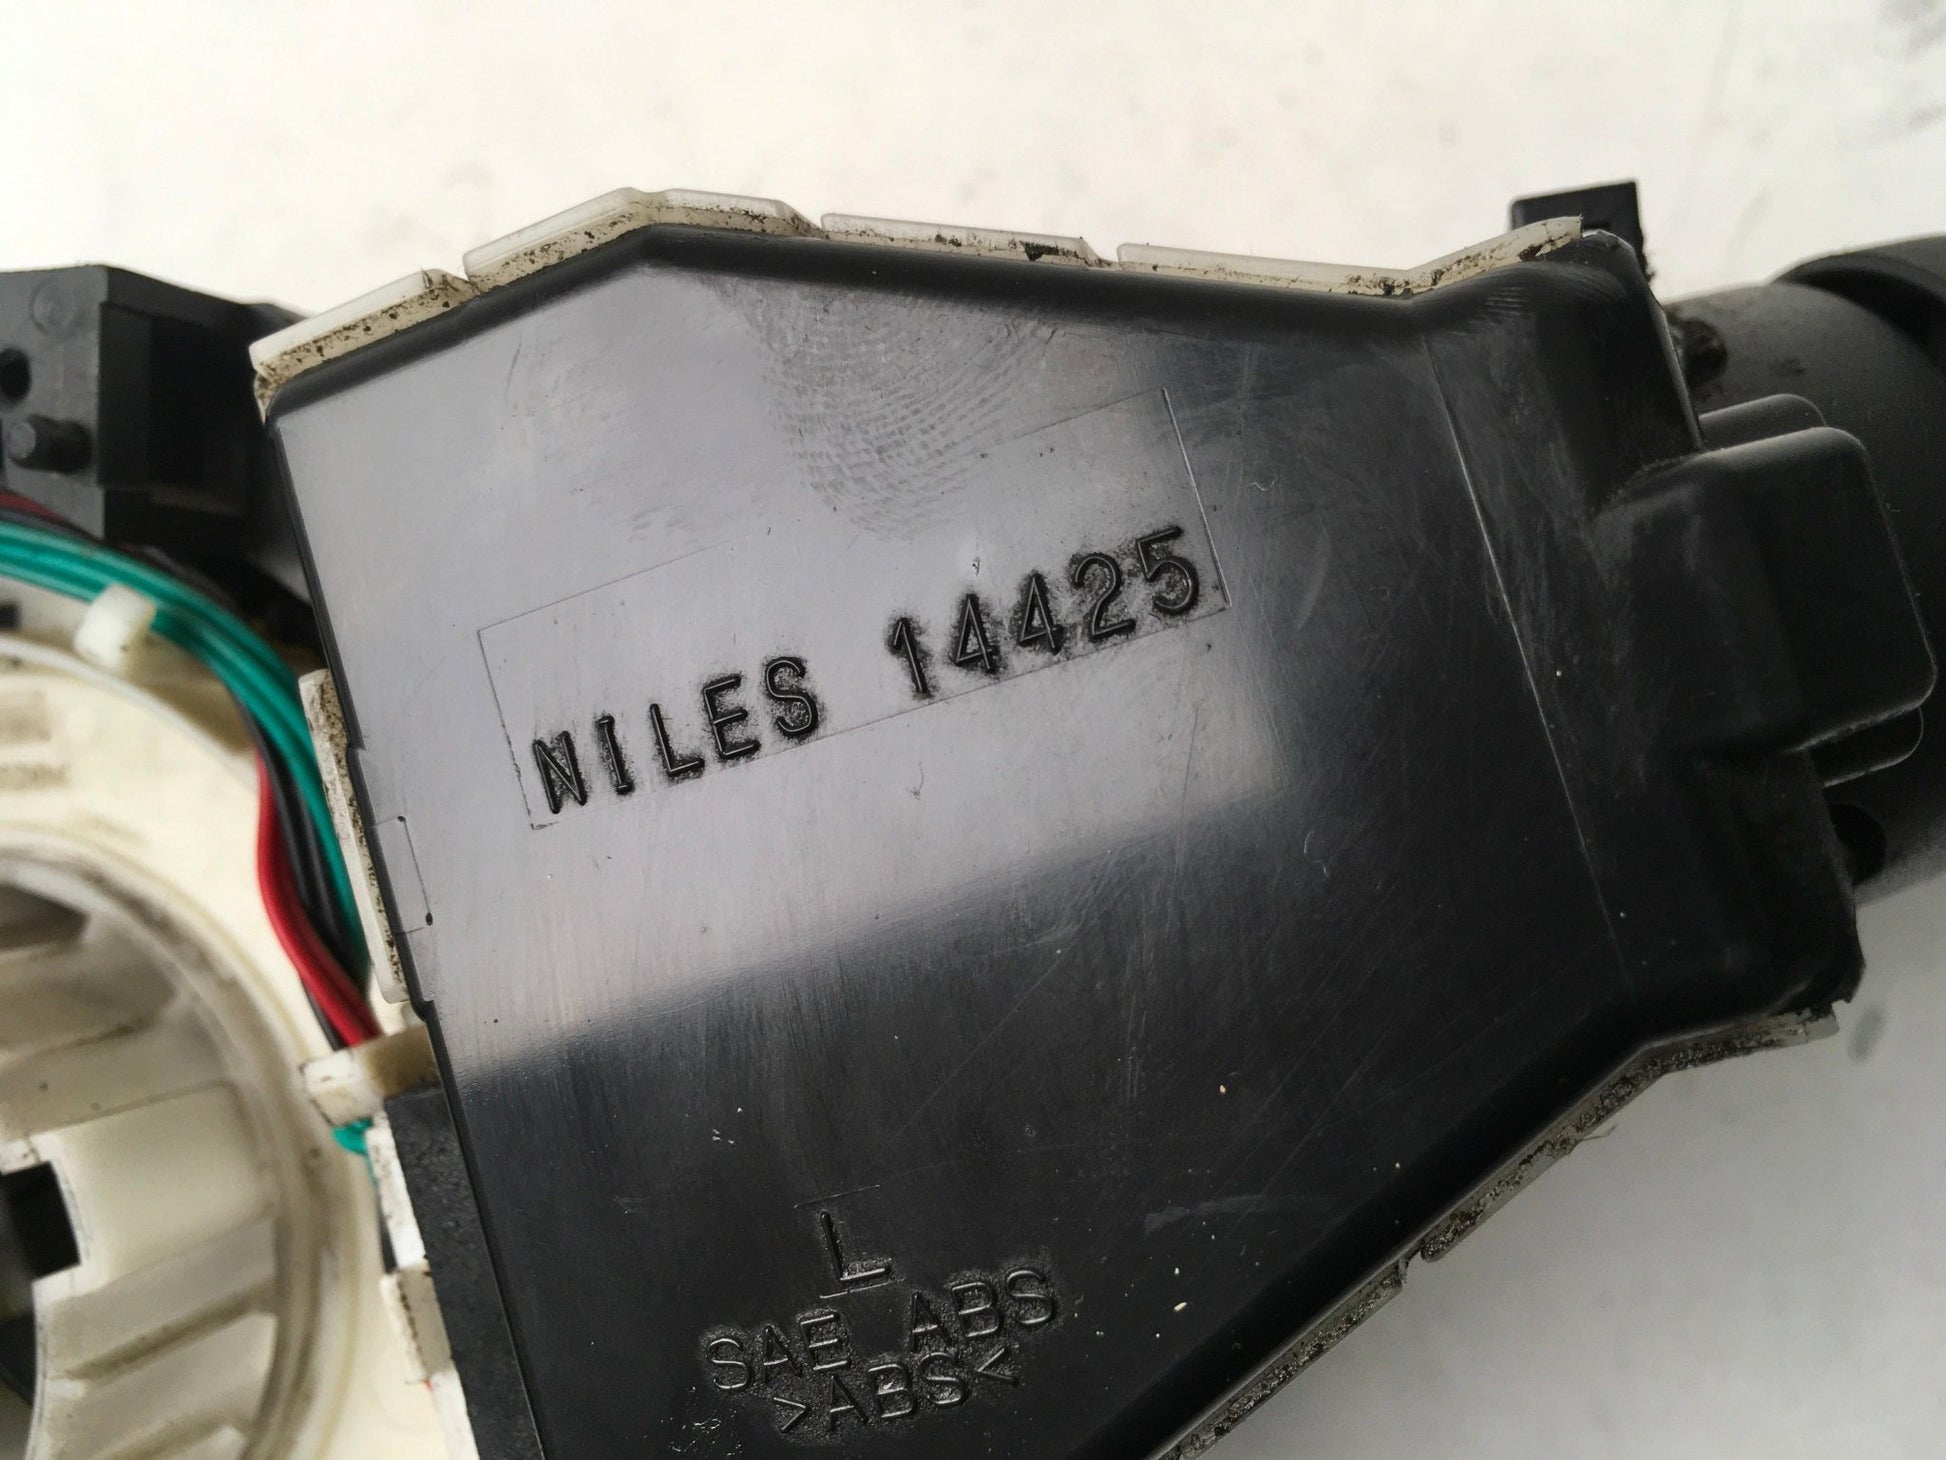 NILES 14425
L
SAE ABS
>ABS<